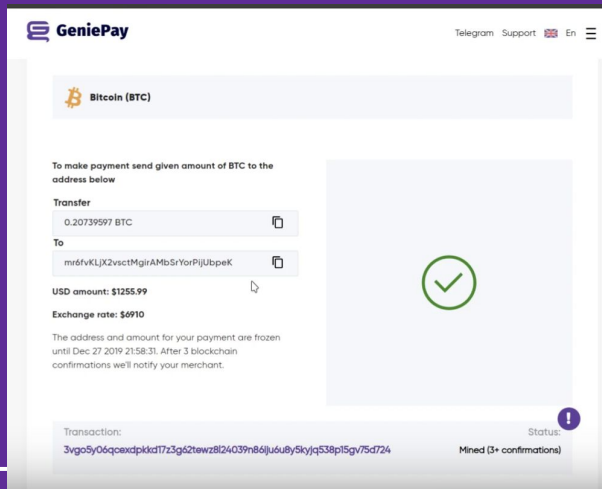 GeniePay
Telegram Support En
Bitcoin (BTC)
To make payment send given amount of BTC to the
address below
Transfer
0.20739597 BTC
To
mr6fvKLjX2vsctMgirAMbSrYorPijUbpeK
USD amount: $1255.99
Exchange rate: $6910
The address and amount for your payment are frozen
until Dec 27 2019 21:58:31. After 3 blockchain
confirmations we'll notify your merchant.
Transaction:
Status:
3vgo5y06qcexdpkkd17z3g62tewz8l24039n86iju6u8y5kyjq538p15gv75d724
Mined (3+ confirmations)